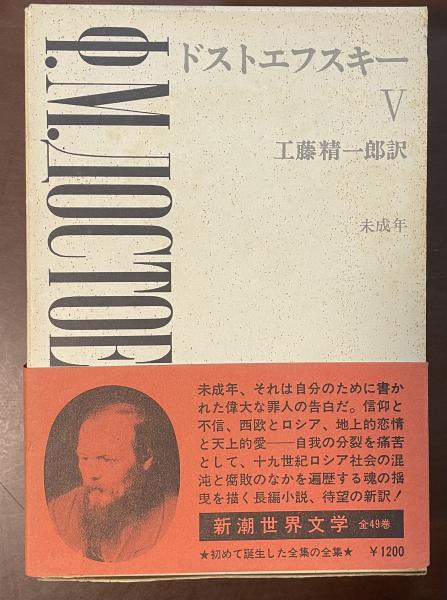 Ф.М.ДОСТОЕ
ドストエフスキー
V
工藤精一郎訳
未成年
未成年、それは自分のために書か
れた偉大な罪人の告白だ。信仰と
不信、西欧とロシア、地上的恋情
と天上的愛――自我の分裂を痛苦
として、十九世紀ロシア社会の混
沌と腐敗のなかを遍歴する魂の揺
曳を描く長編小説、待望の新訳!
新潮世界文学 全49巻
★初めて誕生した全集の全集★ ¥1200